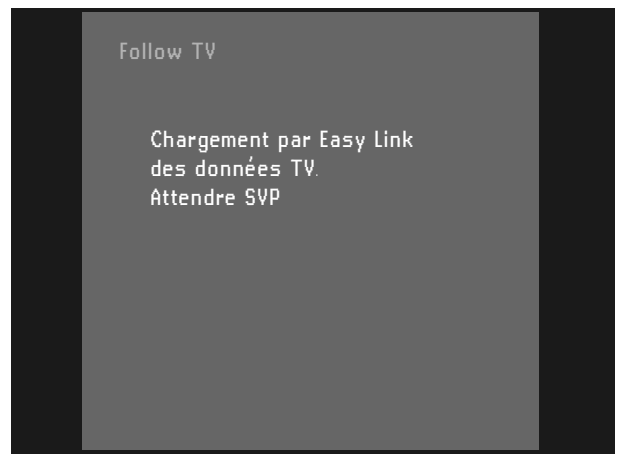 Follow TV
Chargement par Easy Link
des données TV.
Attendre SVP